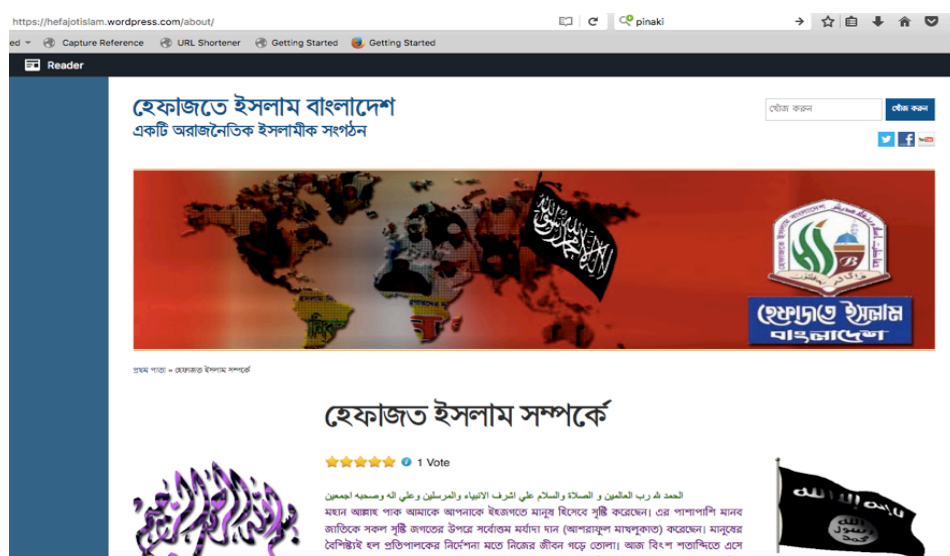 https://hefajotislam.wordpress.com/about/
pinaki
ed
Capture Reference
URL Shortener
Getting Started
Getting Started
Reader
হেফাজতে ইসলাম বাংলাদেশ
একটি অরাজনৈতিক ইসলামীক সংগঠন
খোঁজ করুন
খোঁজ করুন
হেফাজতে ইসলাম
বাংলাদেশ
প্রথম পাতা » হেফাজত ইসলাম সম্পর্কে
হেফাজত ইসলাম সম্পর্কে
1 Vote
الحمد لله رب العالمين و الصلاة والسلام علي اشرف الانبياء والمرسلين وعلي اله وصحبه اجمعين
মহান আল্লাহ পাক আমাকে আপনাকে ইহজগতে মানুষ হিসেবে সৃষ্টি করেছেন। এর পাশাপাশি মানব
জাতিকে সকল সৃষ্টি জগতের উপরে সর্বোত্তম মর্যাদা দান (আশরাফুল মাখলুকাত) করেছেন। মানুষের
বৈশিষ্ট্যই হল প্রতিপালকের নির্দেশনা মতে নিজের জীবন গড়ে তোলা। আজ বিংশ শতাব্দিতে এসে